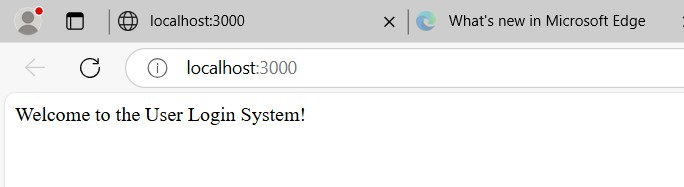 localhost:3000
What's new in Microsoft Edge
localhost:3000
Welcome to the User Login System!